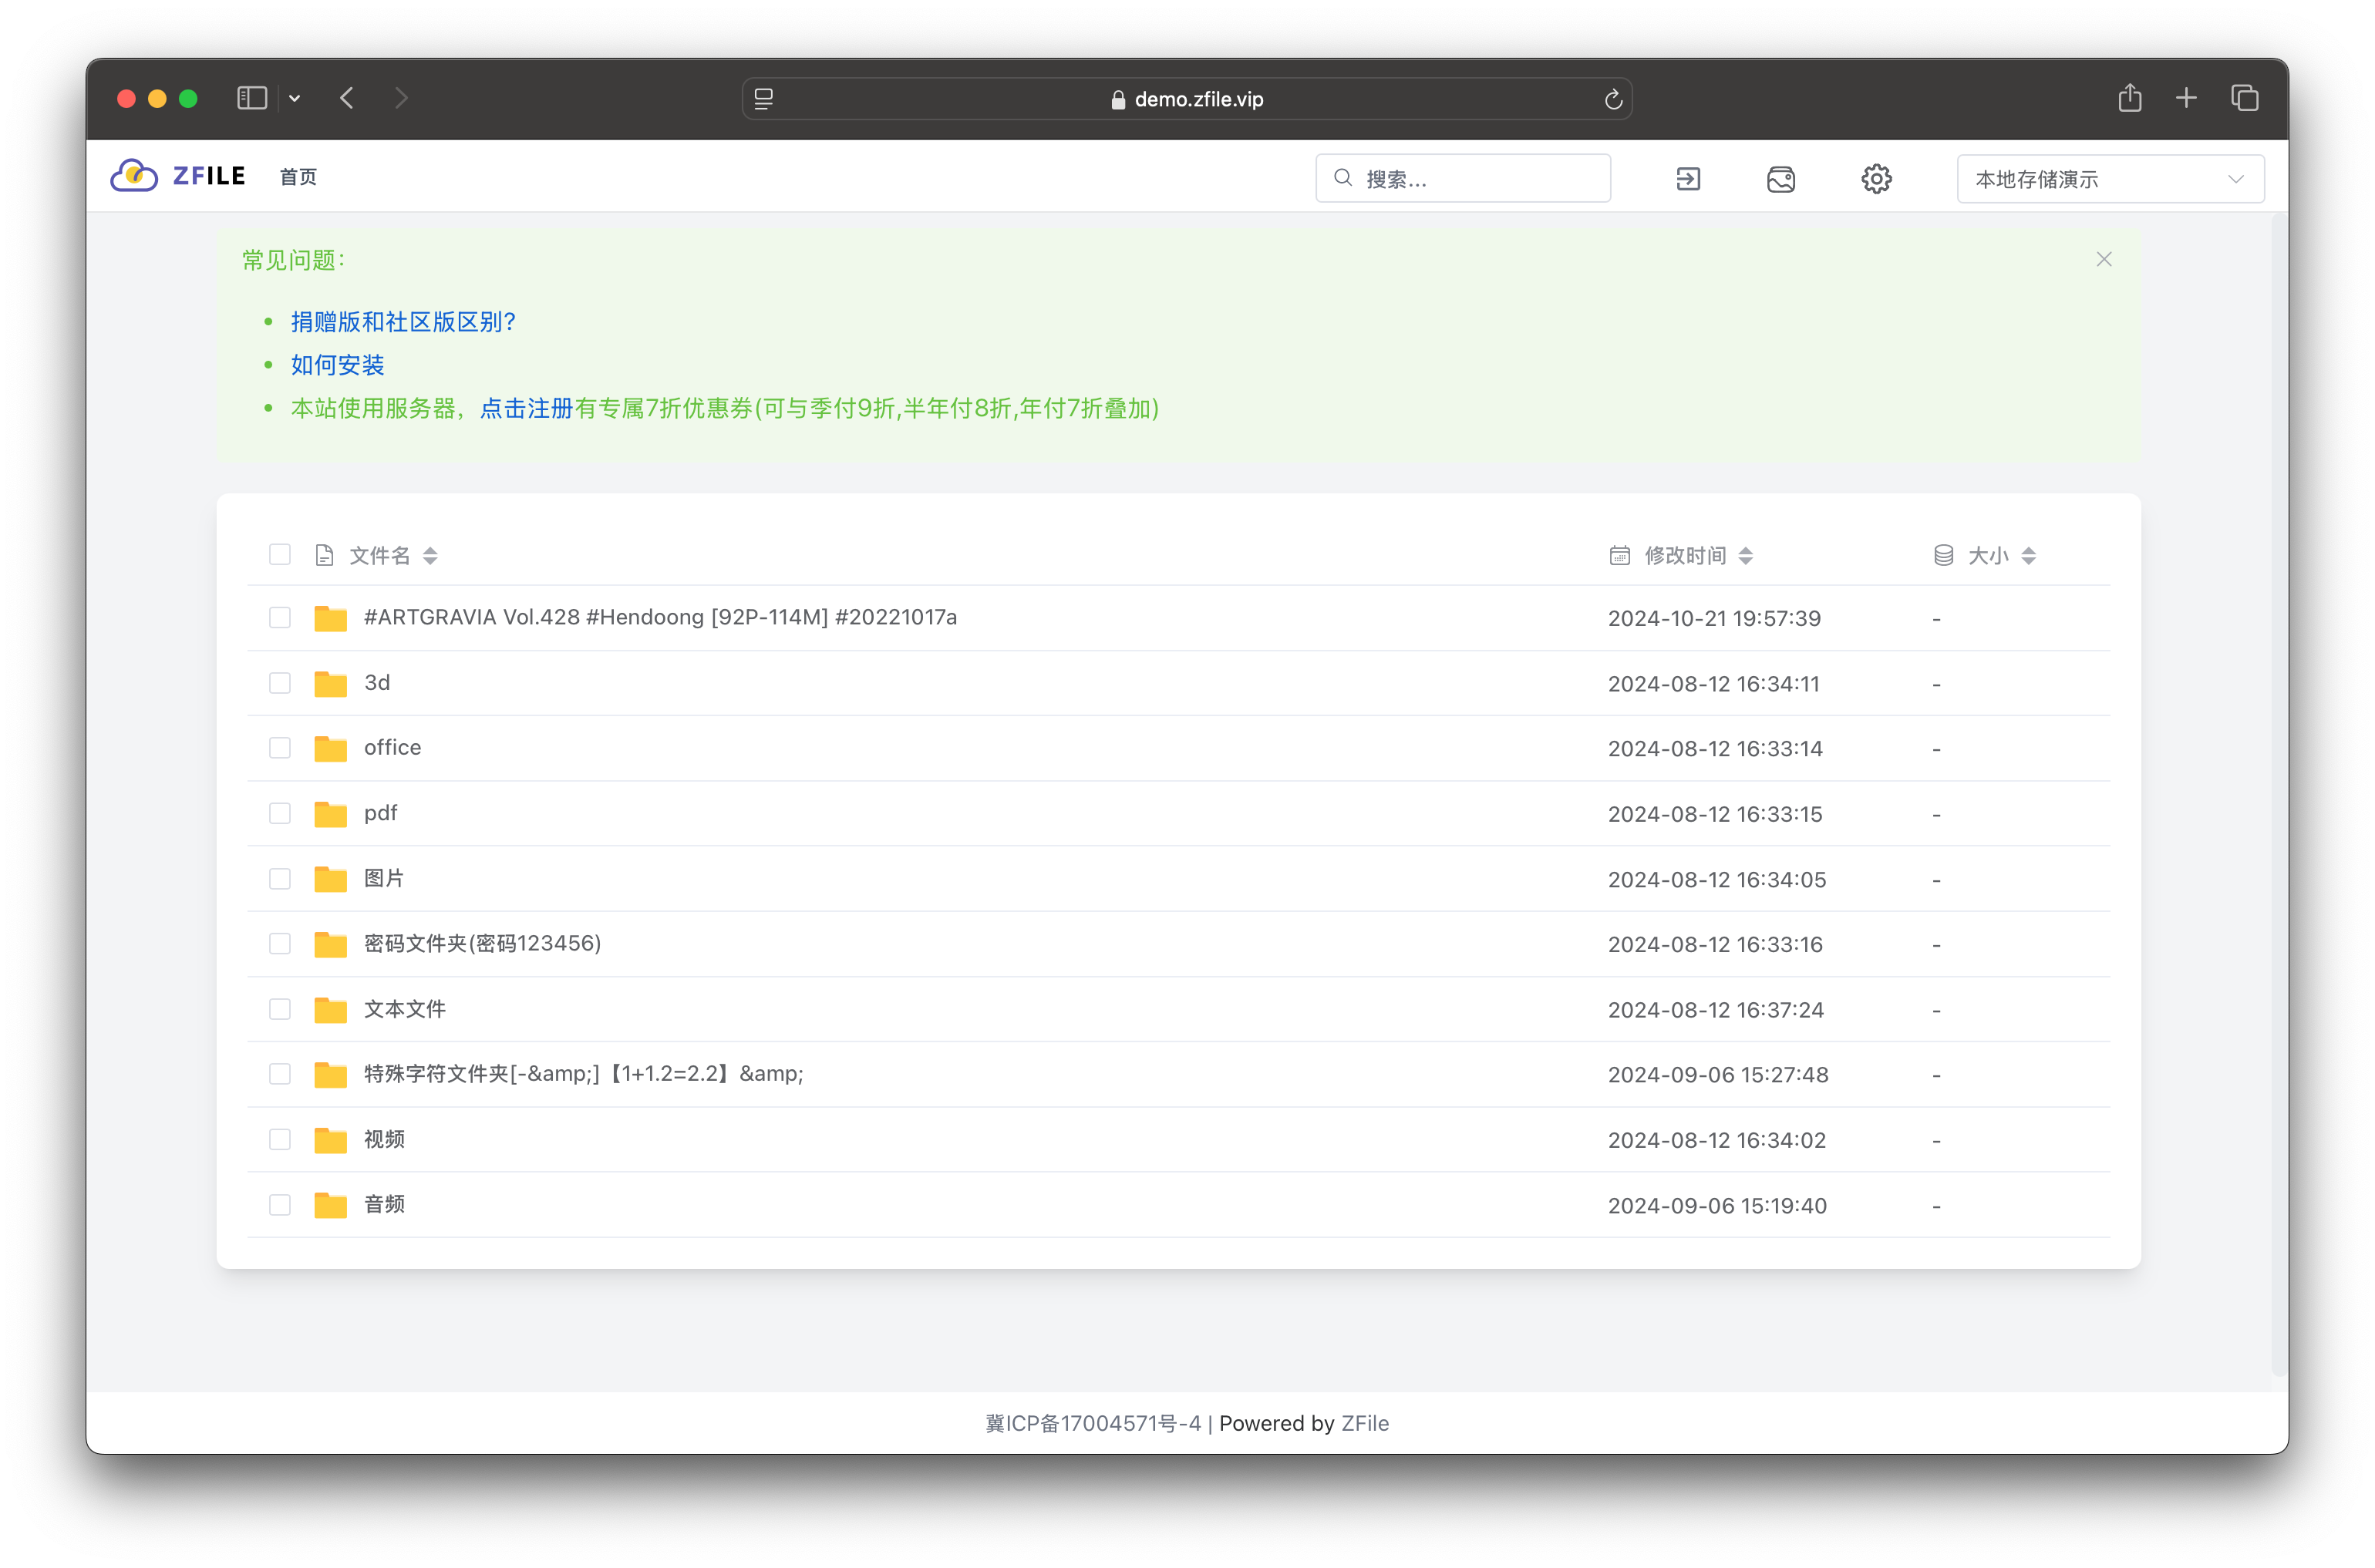 demo.zfile.vip
ZFILE 首页 搜索... 本地存储演示
常见问题：
捐赠版和社区版区别?
如何安装
本站使用服务器，点击注册有专属7折优惠券(可与季付9折,半年付8折,年付7折叠加)
文件名 修改时间 大小
#ARTGRAVIA Vol.428 #Hendoong [92P-114M] #20221017a 2024-10-21 19:57:39 -
3d 2024-08-12 16:34:11 -
office 2024-08-12 16:33:14 -
pdf 2024-08-12 16:33:15 -
图片 2024-08-12 16:34:05 -
密码文件夹(密码123456) 2024-08-12 16:33:16 -
文本文件 2024-08-12 16:37:24 -
特殊字符文件夹[-&amp;]【1+1.2=2.2】&amp; 2024-09-06 15:27:48 -
视频 2024-08-12 16:34:02 -
音频 2024-09-06 15:19:40 -
冀ICP备17004571号-4 | Powered by ZFile